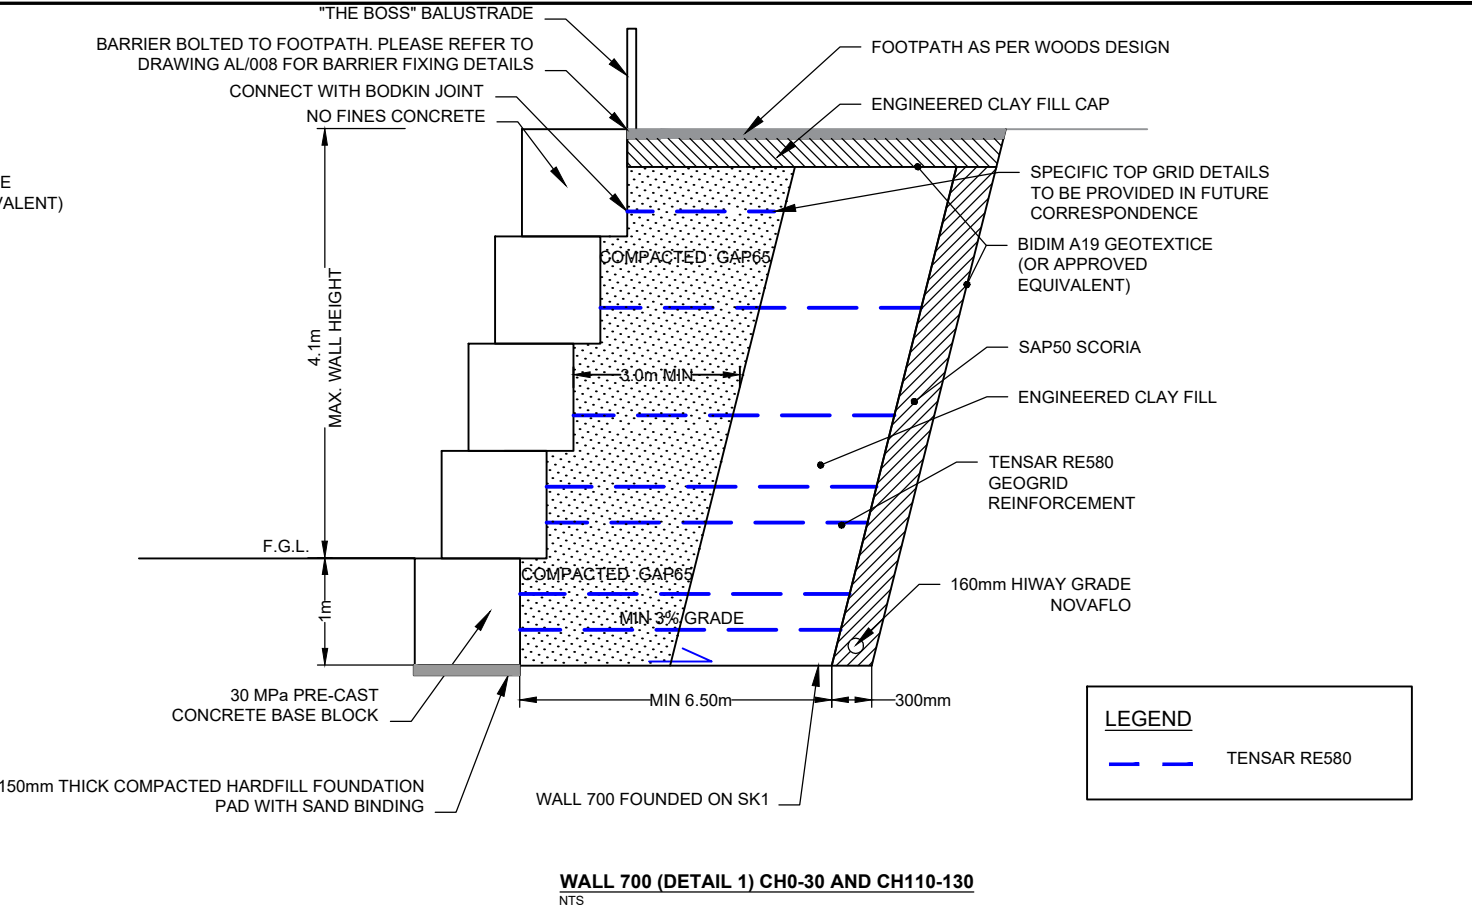 "THE BOSS" BALUSTRADE
BARRIER BOLTED TO FOOTPATH. PLEASE REFER TO
DRAWING AL/008 FOR BARRIER FIXING DETAILS
CONNECT WITH BODKIN JOINT
NO FINES CONCRETE
E
VALENT)
FOOTPATH AS PER WOODS DESIGN
ENGINEERED CLAY FILL CAP
SPECIFIC TOP GRID DETAILS
TO BE PROVIDED IN FUTURE
CORRESPONDENCE
BIDIM A19 GEOTEXTICE
(OR APPROVED
EQUIVALENT)
SAP50 SCORIA
ENGINEERED CLAY FILL
TENSAR RE580
GEOGRID
REINFORCEMENT
160mm HIWAY GRADE
NOVAFLO
COMPACTED GAP65
3.0m MIN
4.1m
MAX. WALL HEIGHT
F.G.L.
1m
COMPACTED GAP65
MIN 3% GRADE
MIN 6.50m
300mm
30 MPa PRE-CAST
CONCRETE BASE BLOCK
150mm THICK COMPACTED HARDFILL FOUNDATION
PAD WITH SAND BINDING
WALL 700 FOUNDED ON SK1
LEGEND
TENSAR RE580
WALL 700 (DETAIL 1) CH0-30 AND CH110-130
NTS